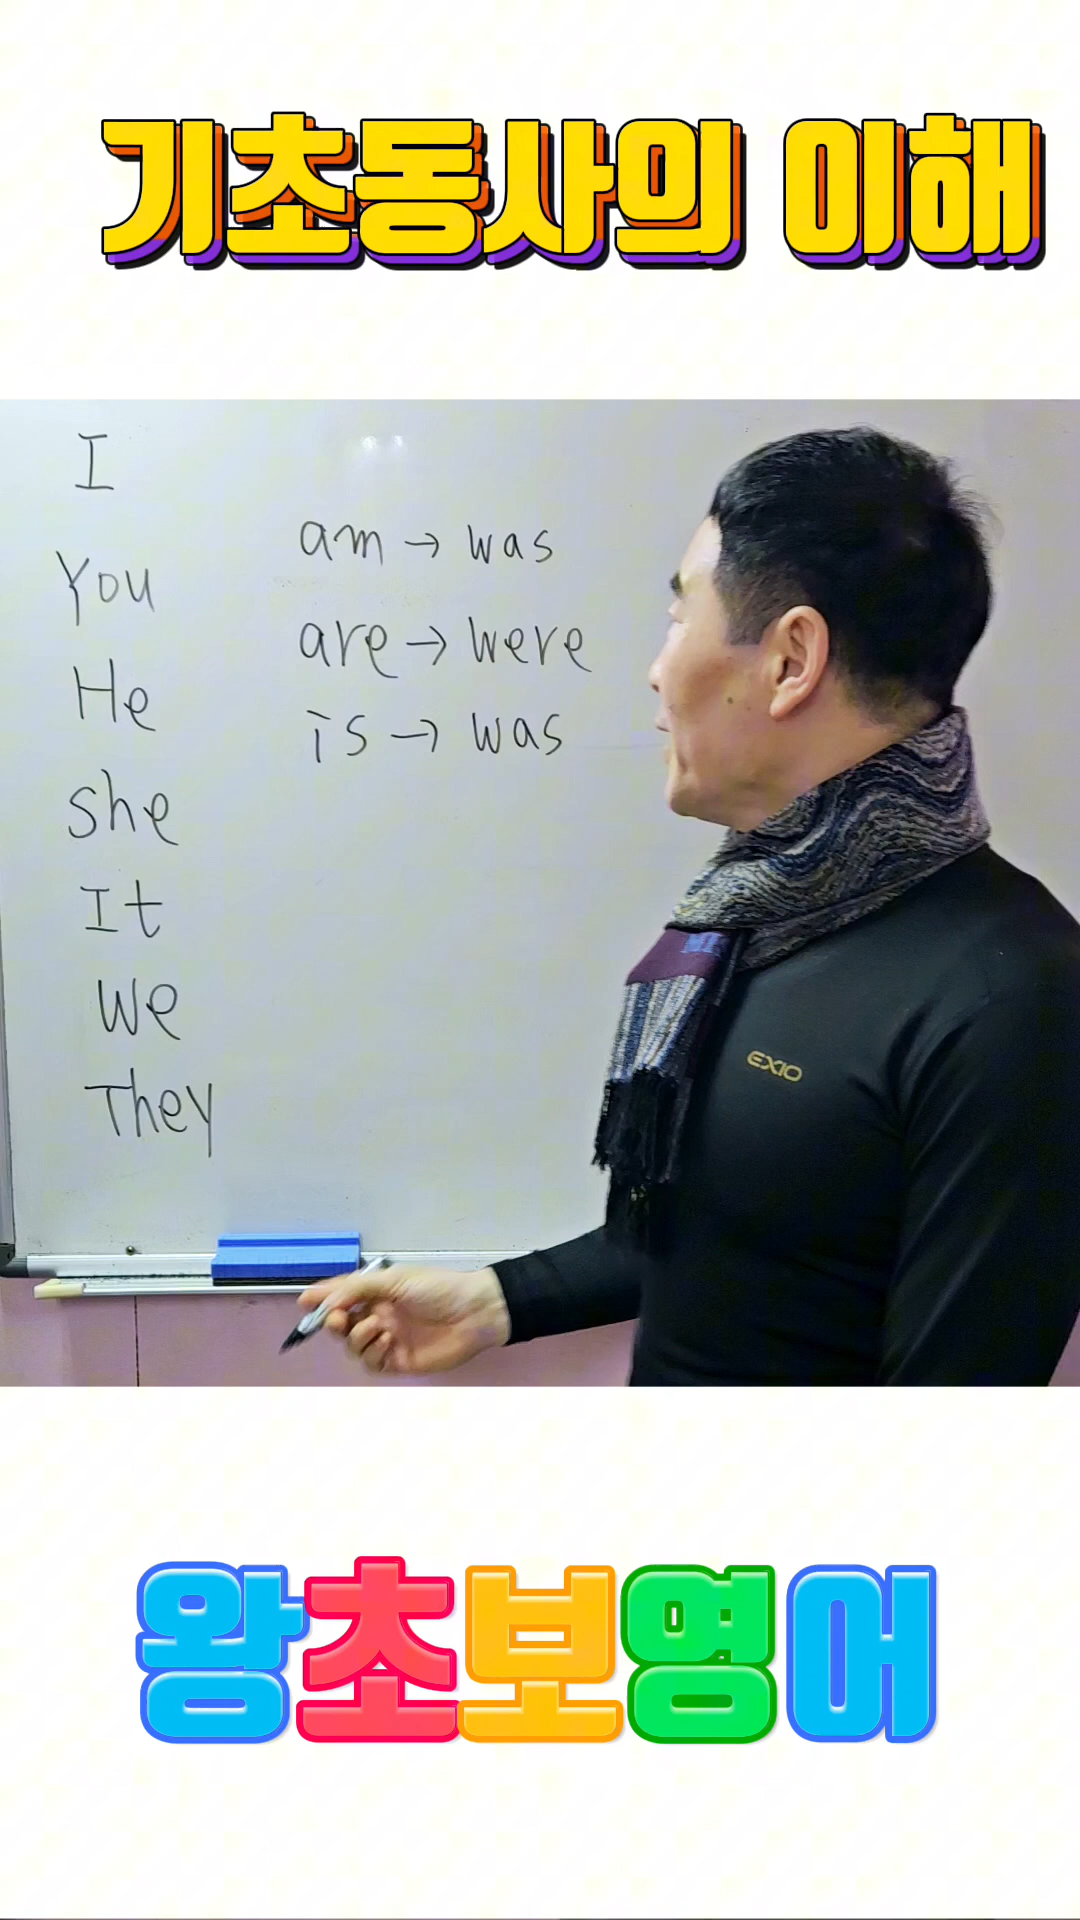 기초동사의 이해
I
You
He
she
It
we
They
am → was
are → were
is → was
EXIO
왕초보영어